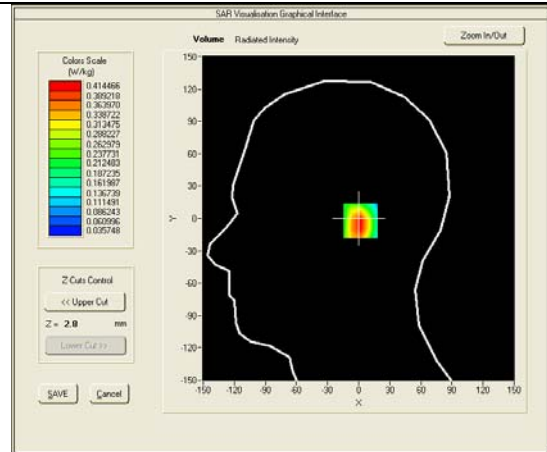 SAR Visualisation Graphical Interface
Volume Radiated Intensity
Zoom In/Out
Colors Scale
(W/kg)
0.414466
0.389218
0.363970
0.338722
0.313475
0.288227
0.262979
0.237731
0.212483
0.187235
0.161987
0.136739
0.111491
0.086243
0.060996
0.035748
Z Cuts Control
<< Upper Cut
Z = 2.0 mm
Lower Cut >>
SAVE Cancel
150-
120-
90-
60-
30-
0-
-30-
-60-
-90-
-120-
-150-
Y
-150 -120 -90 -60 -30 0 30 60 90 120 150
X